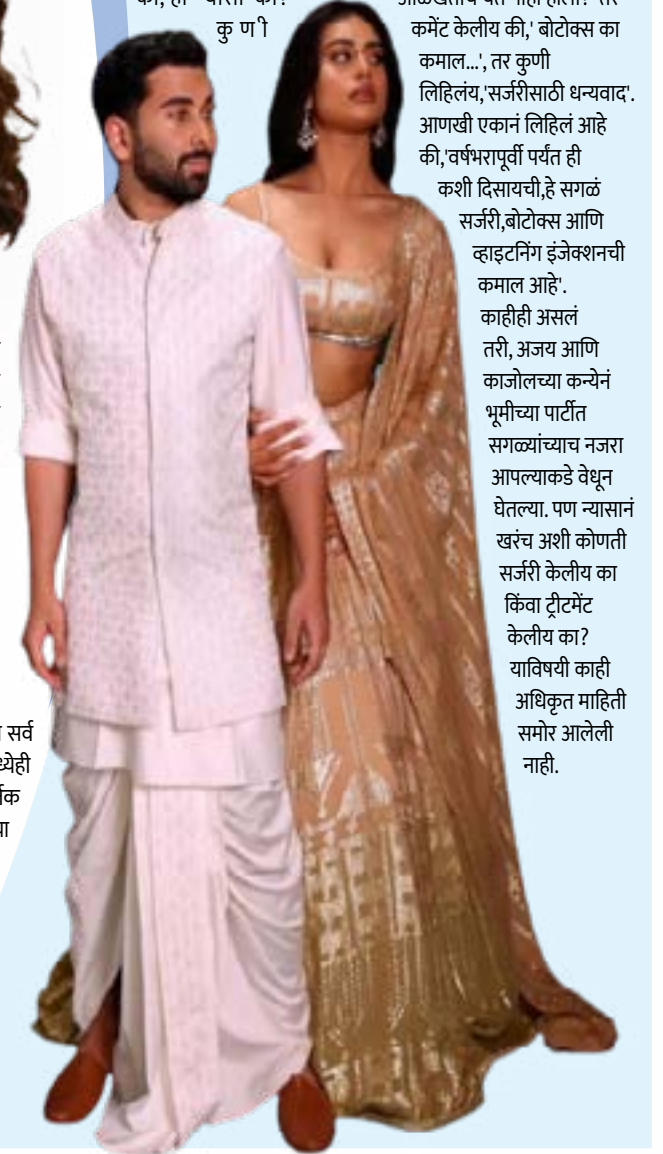 कुणी
कमेंट केलीय की,' बोटोक्स का
कमाल...', तर कुणी
लिहिलंय,'सर्जरीसाठी धन्यवाद'.
आणखी एकानं लिहिलं आहे
की,'वर्षभरापूर्वी पर्यंत ही
कशी दिसायची,हे सगळं
सर्जरी,बोटोक्स आणि
व्हाइटनिंग इंजेक्शनची
कमाल आहे'.
काहीही असलं
तरी, अजय आणि
काजोलच्या कन्येनं
भूमीच्या पार्टीत
सगळ्यांच्याच नजरा
आपल्याकडे वेधून
घेतल्या. पण न्यासानं
खरंच अशी कोणती
सर्जरी केलीय का
किंवा ट्रीटमेंट
केलीय का?
याविषयी काही
अधिकृत माहिती
समोर आलेली
नाही.
सर्व